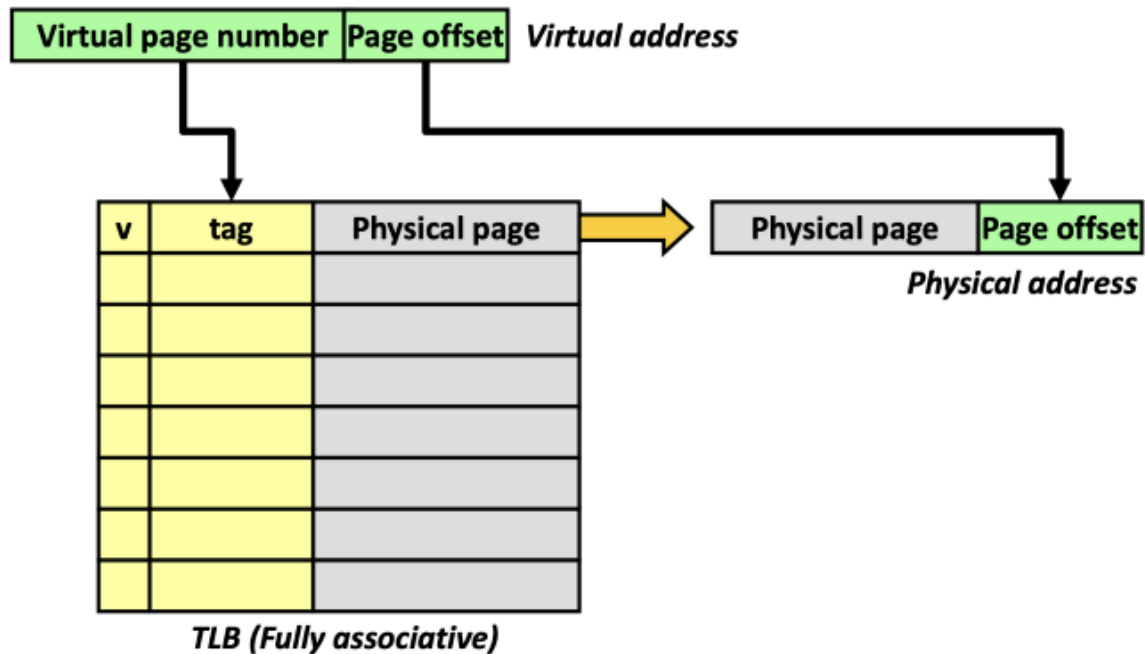 Virtual page number Page offset Virtual address
v tag Physical page Physical page Page offset
Physical address
TLB (Fully associative)